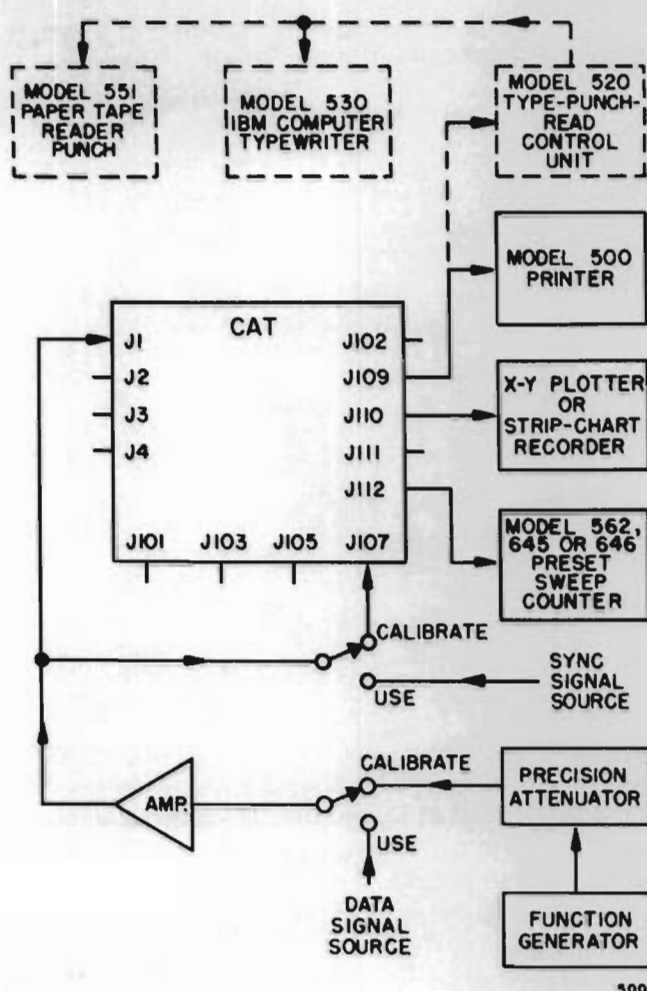 MODEL 551
PAPER TAPE
READER
PUNCH
MODEL 530
IBM COMPUTER
TYPEWRITER
MODEL 520
TYPE-PUNCH-
READ
CONTROL
UNIT
MODEL 500
PRINTER
CAT
J1
J2
J3
J4
J102
J109
J110
J111
J112
J101
J103
J105
J107
X-Y PLOTTER
OR
STRIP-CHART
RECORDER
MODEL 562,
645 OR 646
PRESET
SWEEP
COUNTER
CALIBRATE
USE
SYNC
SIGNAL
SOURCE
CALIBRATE
USE
AMP.
DATA
SIGNAL
SOURCE
PRECISION
ATTENUATOR
FUNCTION
GENERATOR
500